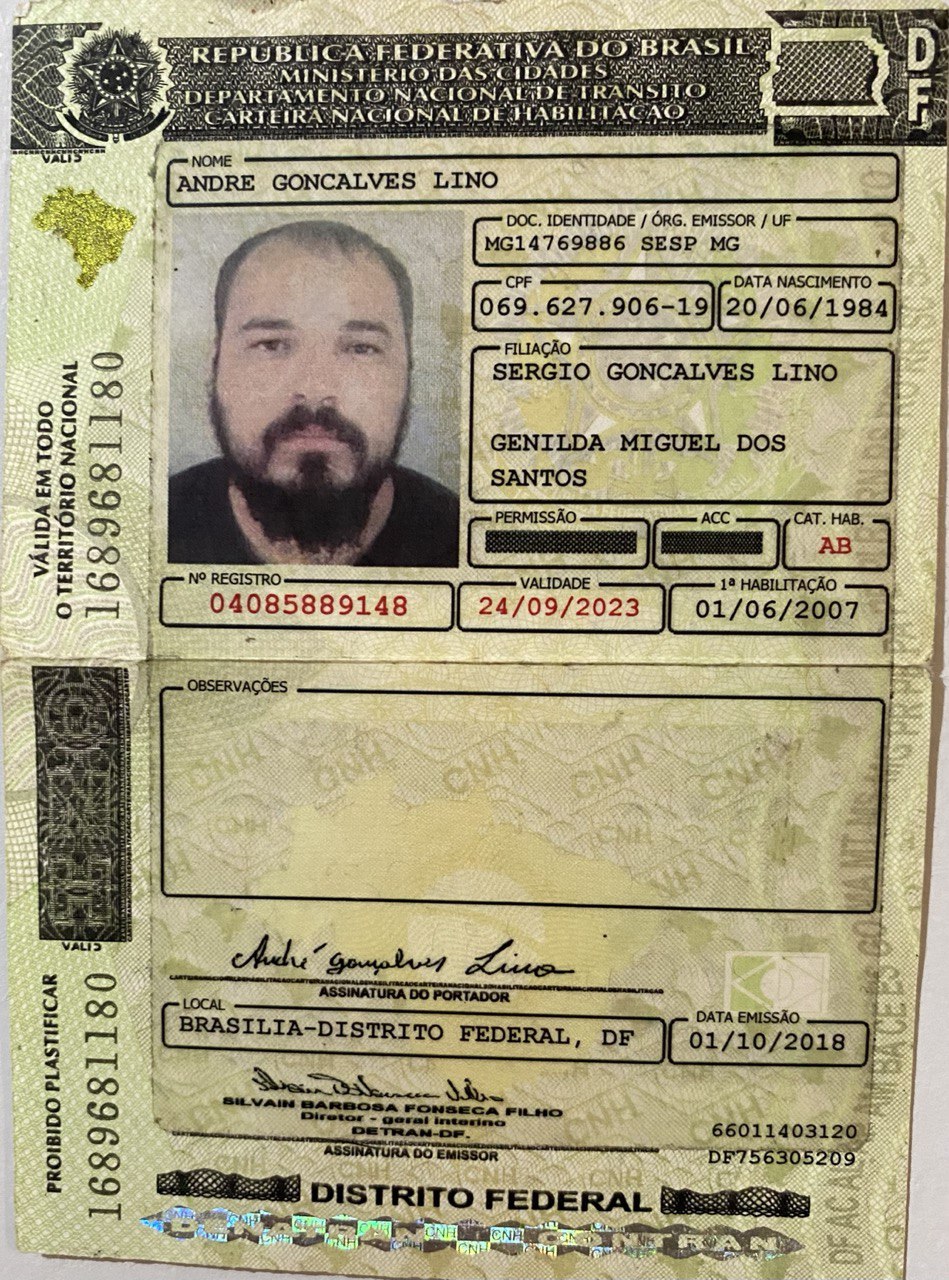 REPÚBLICA FEDERATIVA DO BRASIL
MINISTÉRIO DAS CIDADES
DEPARTAMENTO NACIONAL DE TRÂNSITO
CARTEIRA NACIONAL DE HABILITAÇÃO
DF
NOME
ANDRE GONCALVES LINO
DOC. IDENTIDADE / ÓRG. EMISSOR / UF
MG14769886 SESP MG
CPF
069.627.906-19
DATA NASCIMENTO
20/06/1984
FILIAÇÃO
SERGIO GONCALVES LINO
GENILDA MIGUEL DOS
SANTOS
PERMISSÃO
ACC
CAT. HAB.
AB
Nº REGISTRO
04085889148
VALIDADE
24/09/2023
1ª HABILITAÇÃO
01/06/2007
VÁLIDA EM TODO
O TERRITÓRIO NACIONAL
1689681180
OBSERVAÇÕES
André Gonçalves Lino
ASSINATURA DO PORTADOR
LOCAL
BRASILIA-DISTRITO FEDERAL, DF
DATA EMISSÃO
01/10/2018
SILVAIN BARBOSA FONSECA FILHO
Diretor - geral interino
DETRAN-DF.
ASSINATURA DO EMISSOR
66011403120
DF756305209
PROIBIDO PLASTIFICAR
1689681180
DISTRITO FEDERAL